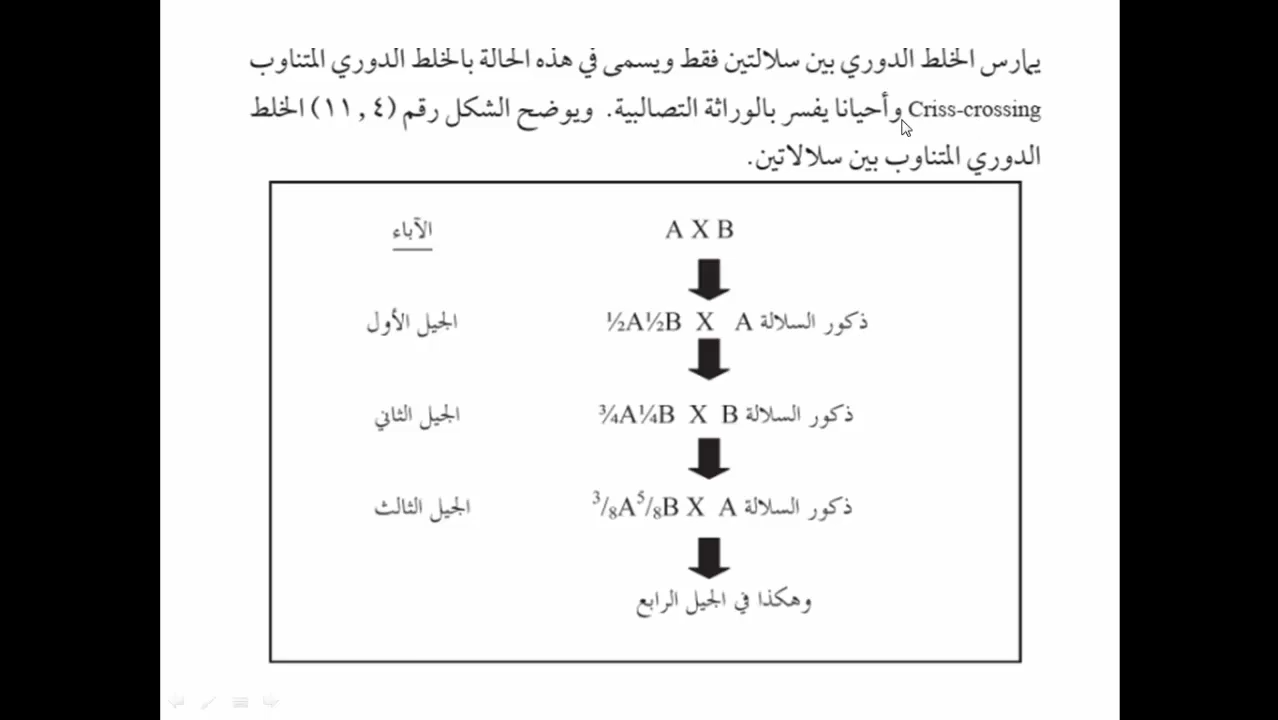 يمارس الخلط الدوري بين سلالتين فقط ويسمى في هذه الحالة بالخلط الدوري المتناوب
Criss-crossing وأحيانا يفسر بالوراثة التصالبية. ويوضح الشكل رقم (١١,٤) الخلط
الدوري المتناوب بين سلالاتين.
A X B الآباء
½A½B X A ذكور السلالة الجيل الأول
¾A¼B X B ذكور السلالة الجيل الثاني
³/₈A⁵/₈B X A ذكور السلالة الجيل الثالث
وهكذا في الجيل الرابع